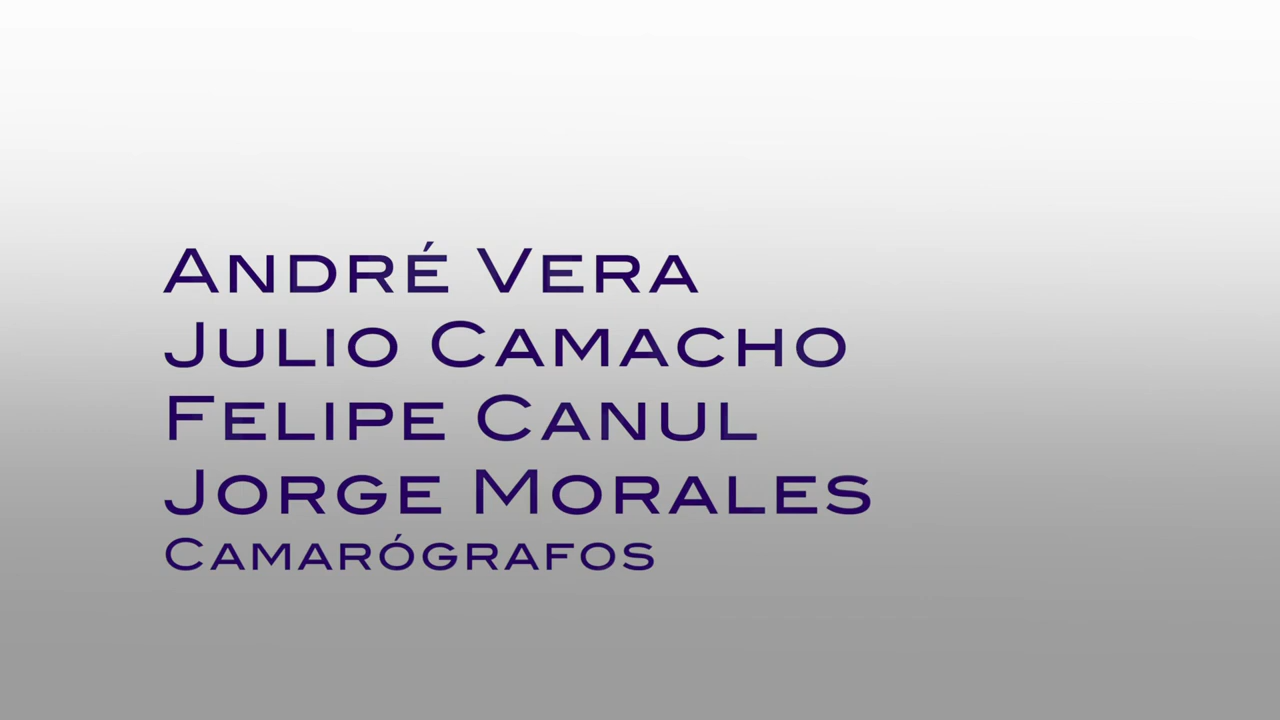 André Vera
Julio Camacho
Felipe Canul
Jorge Morales
Camarógrafos